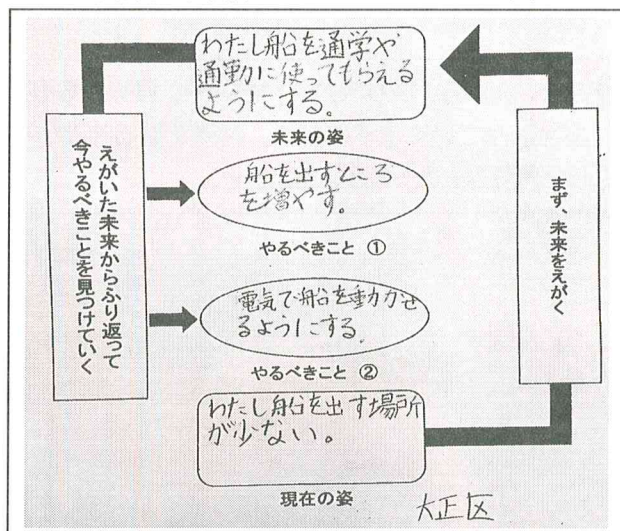 わたし船を通学や
通勤に使ってもらえる
ようにする。
未来の姿
船を出すところ
を増やす。
やるべきこと ①
電気で船を動かせ
るようにする。
やるべきこと ②
わたし船を出す場所
が少ない。
現在の姿
まず、未来をえがく
えがいた未来からふり返って
今やるべきことを見つけていく
大正区